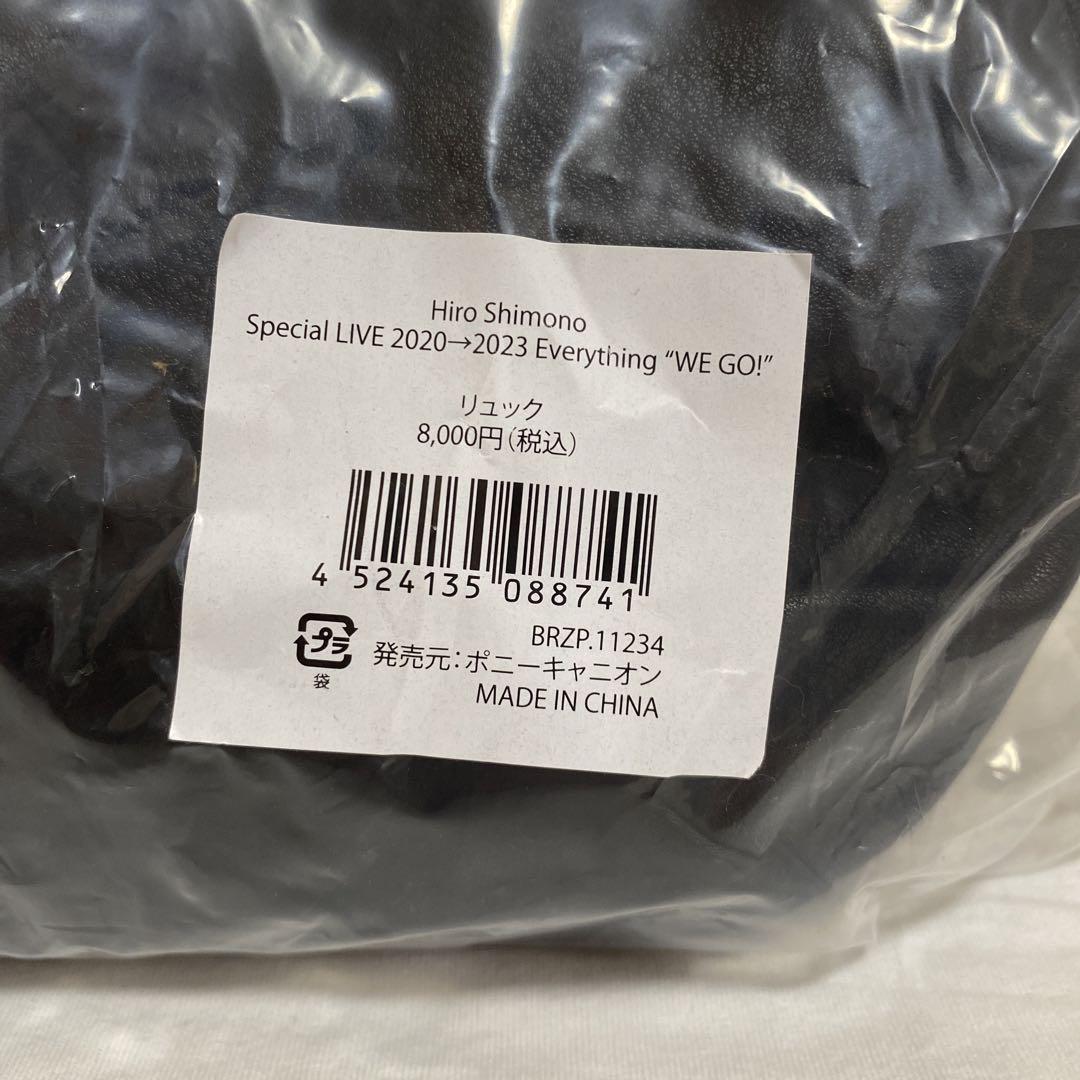 Hiro Shimono
Special LIVE 2020→2023 Everything “WE GO!”
リュック
8,000円(税込)
4 524135 088741
BRZP.11234
プラ
袋
発売元:ポニーキャニオン
MADE IN CHINA